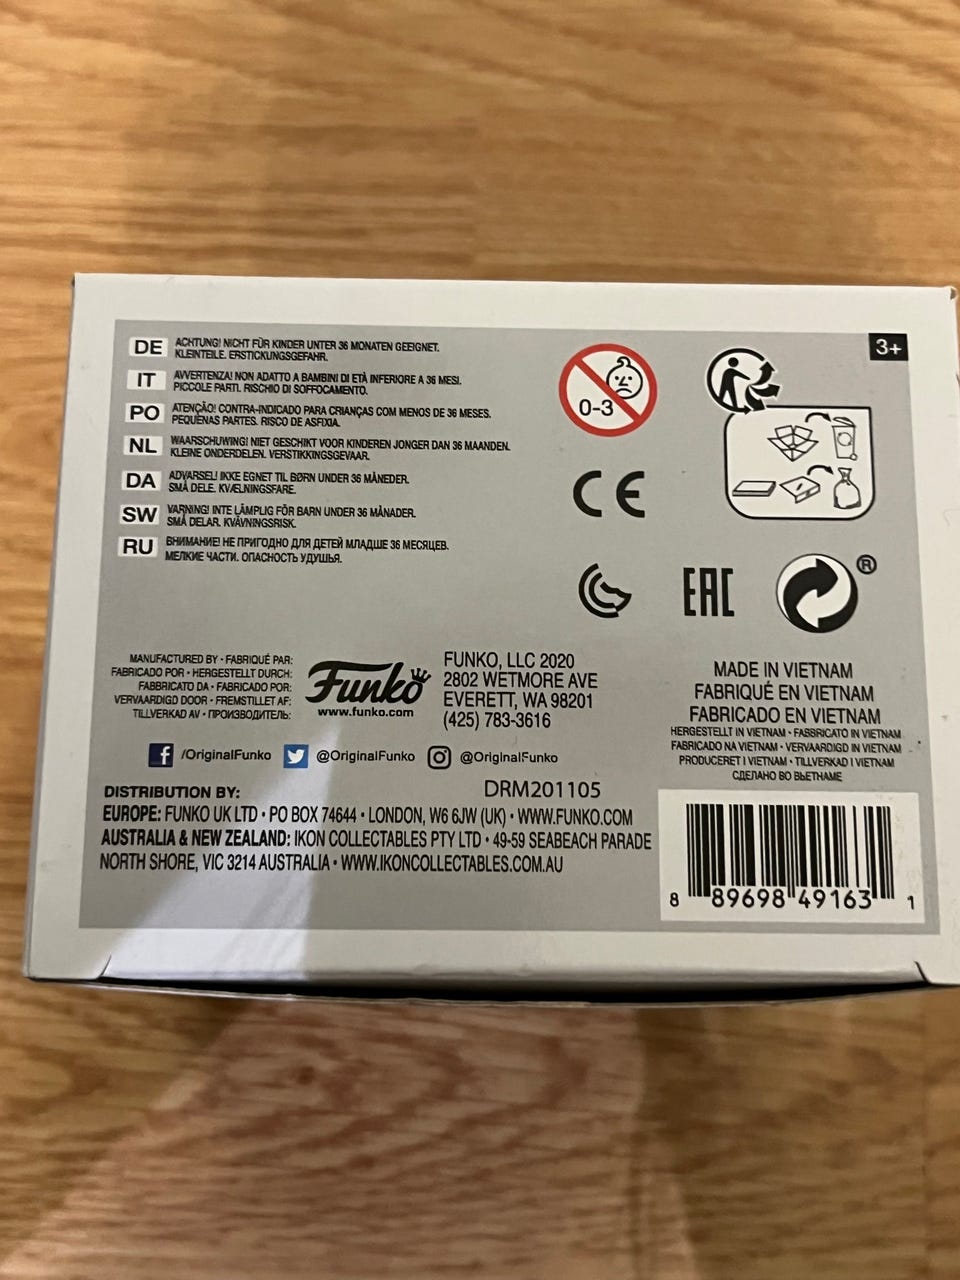 DE ACHTUNG! NICHT FÜR KINDER UNTER 36 MONATEN GEEIGNET.
KLEINTEILE. ERSTICKUNGSGEFAHR.
IT AVVERTENZA! NON ADATTO A BAMBINI DI ETÀ INFERIORE A 36 MESI.
PICCOLE PARTI. RISCHIO DI SOFFOCAMENTO.
PO ATENÇÃO! CONTRA-INDICADO PARA CRIANÇAS COM MENOS DE 36 MESES.
PEQUENAS PARTES. RISCO DE ASFIXIA.
NL WAARSCHUWING! NIET GESCHIKT VOOR KINDEREN JONGER DAN 36 MAANDEN.
KLEINE ONDERDELEN. VERSTIKKINGSGEVAAR.
DA ADVARSEL! IKKE EGNET TIL BØRN UNDER 36 MÅNEDER.
SMÅ DELE. KVÆLNINGSFARE.
SW VARNING! INTE LÄMPLIG FÖR BARN UNDER 36 MÅNADER.
SMÅ DELAR. KVÄVNINGSRISK.
RU ВНИМАНИЕ! НЕ ПРИГОДНО ДЛЯ ДЕТЕЙ МЛАДШЕ 36 МЕСЯЦЕВ.
МЕЛКИЕ ЧАСТИ. ОПАСНОСТЬ УДУШЬЯ.
0-3
3+
CE
EAC
®
MANUFACTURED BY • FABRIQUÉ PAR:
FABRICADO POR • HERGESTELLT DURCH:
FABBRICATO DA • FABRICADO POR:
VERVAARDIGD DOOR • FREMSTILLET AF:
TILLVERKAD AV • ПРОИЗВОДИТЕЛЬ:
Funko
www.funko.com
FUNKO, LLC 2020
2802 WETMORE AVE
EVERETT, WA 98201
(425) 783-3616
MADE IN VIETNAM
FABRIQUÉ EN VIETNAM
FABRICADO EN VIETNAM
HERGESTELLT IN VIETNAM • FABBRICATO IN VIETNAM
FABRICADO NA VIETNAM • VERVAARDIGD IN VIETNAM
PRODUCERET I VIETNAM • TILLVERKAD I VIETNAM
СДЕЛАНО ВО ВЬЕТНАМЕ
f /OriginalFunko @OriginalFunko @OriginalFunko
DISTRIBUTION BY: DRM201105
EUROPE: FUNKO UK LTD • PO BOX 74644 • LONDON, W6 6JW (UK) • WWW.FUNKO.COM
AUSTRALIA & NEW ZEALAND: IKON COLLECTABLES PTY LTD • 49-59 SEABEACH PARADE
NORTH SHORE, VIC 3214 AUSTRALIA • WWW.IKONCOLLECTABLES.COM.AU
8 89698 49163 1